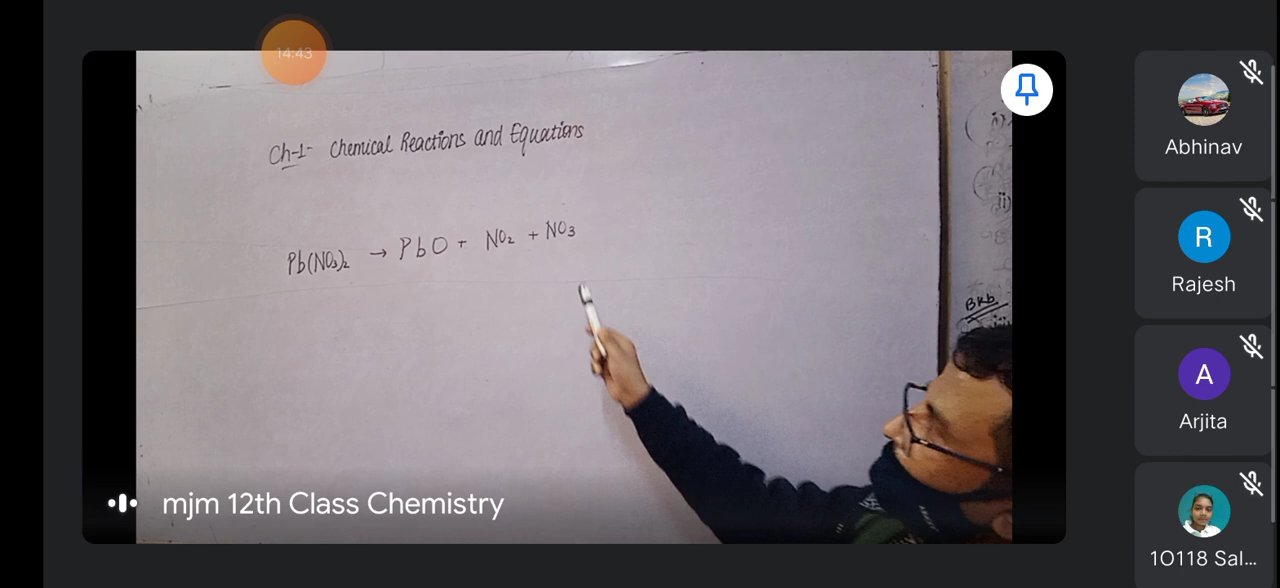 14:43
Ch-1- Chemical Reactions and Equations
Pb(NO3)2 → PbO + NO2 + NO3
BRb
mjm 12th Class Chemistry
Abhinav
R
Rajesh
A
Arjita
10118 Sal...